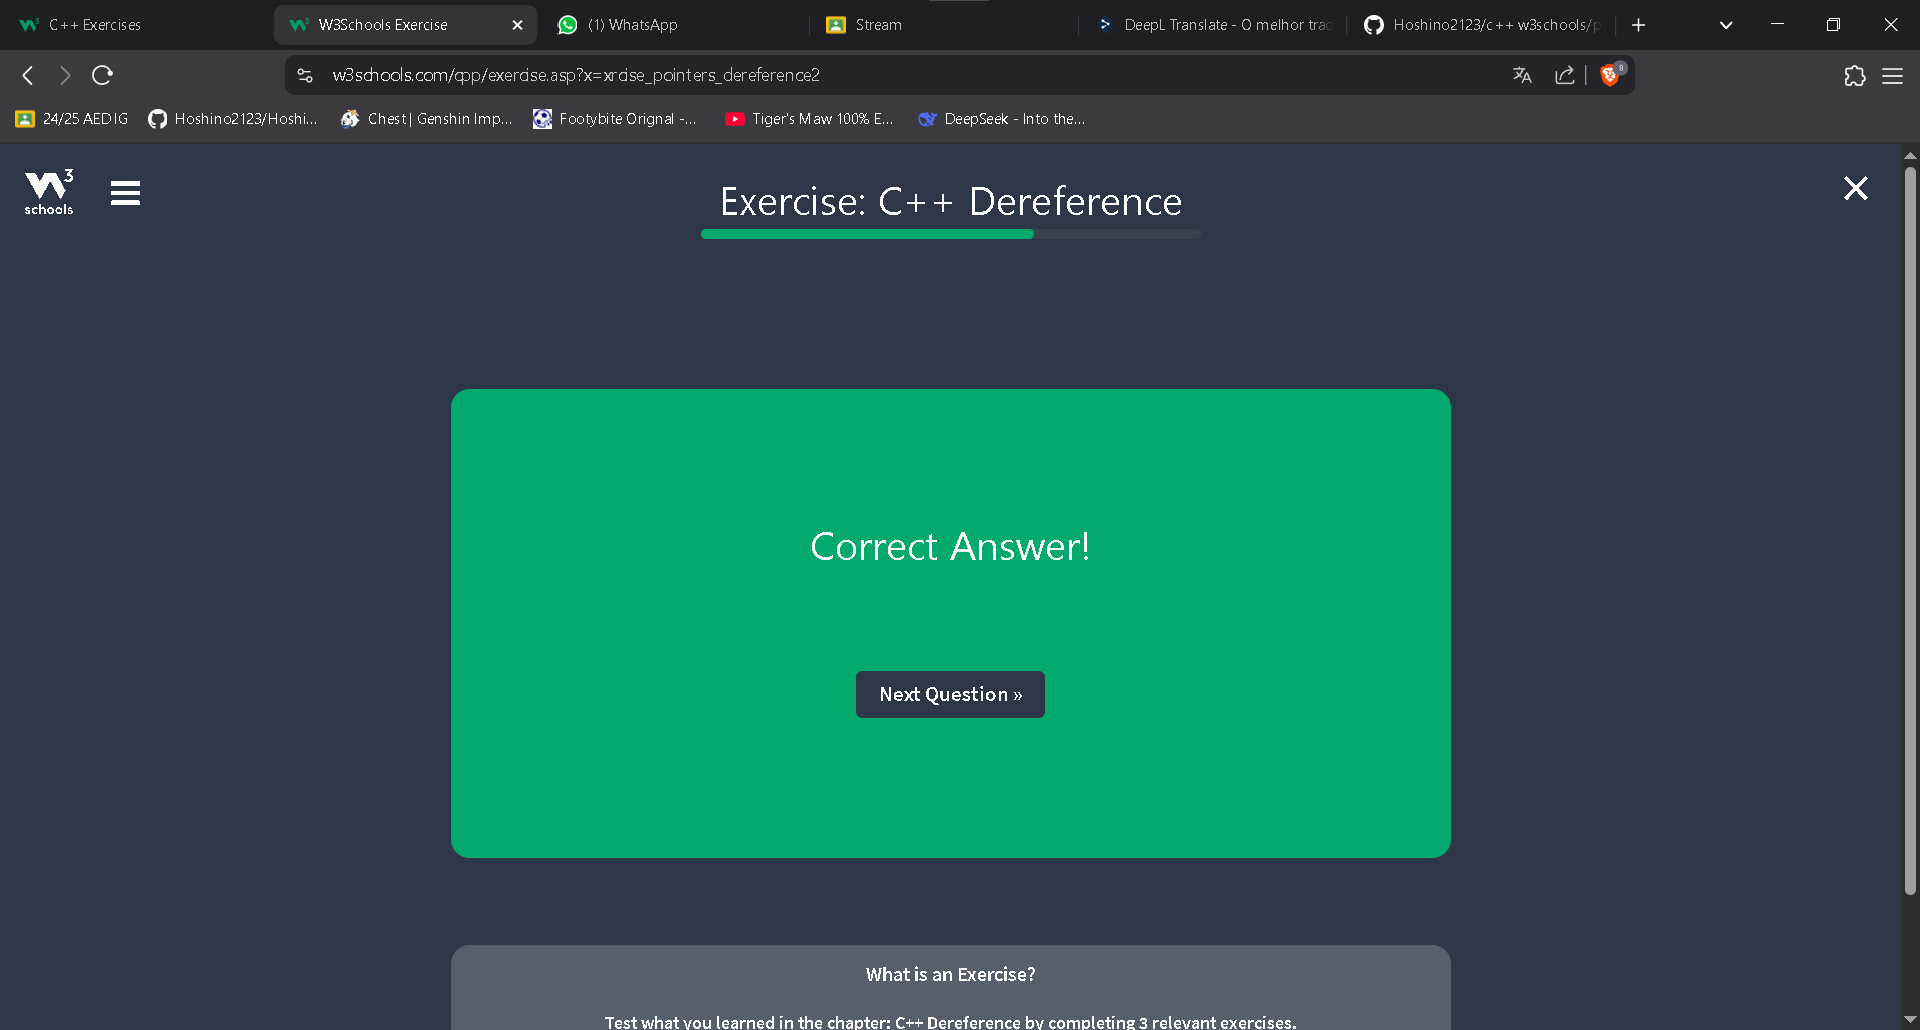 C++ Exercises
W3Schools Exercise
(1) WhatsApp
Stream
DeepL Translate - O melhor trac
Hoshino2123/c++ w3schools/p
w3schools.com/cpp/exercise.asp?x=xrcise_pointers_dereference2
8
24/25 AEDIG
Hoshino2123/Hoshi...
Chest | Genshin Imp...
Footybite Orignal -...
Tiger's Maw 100% E...
DeepSeek - Into the...
3
schools
Exercise: C++ Dereference
Correct Answer!
Next Question »
What is an Exercise?
Test what you learned in the chapter: C++ Dereference by completing 3 relevant exercises.